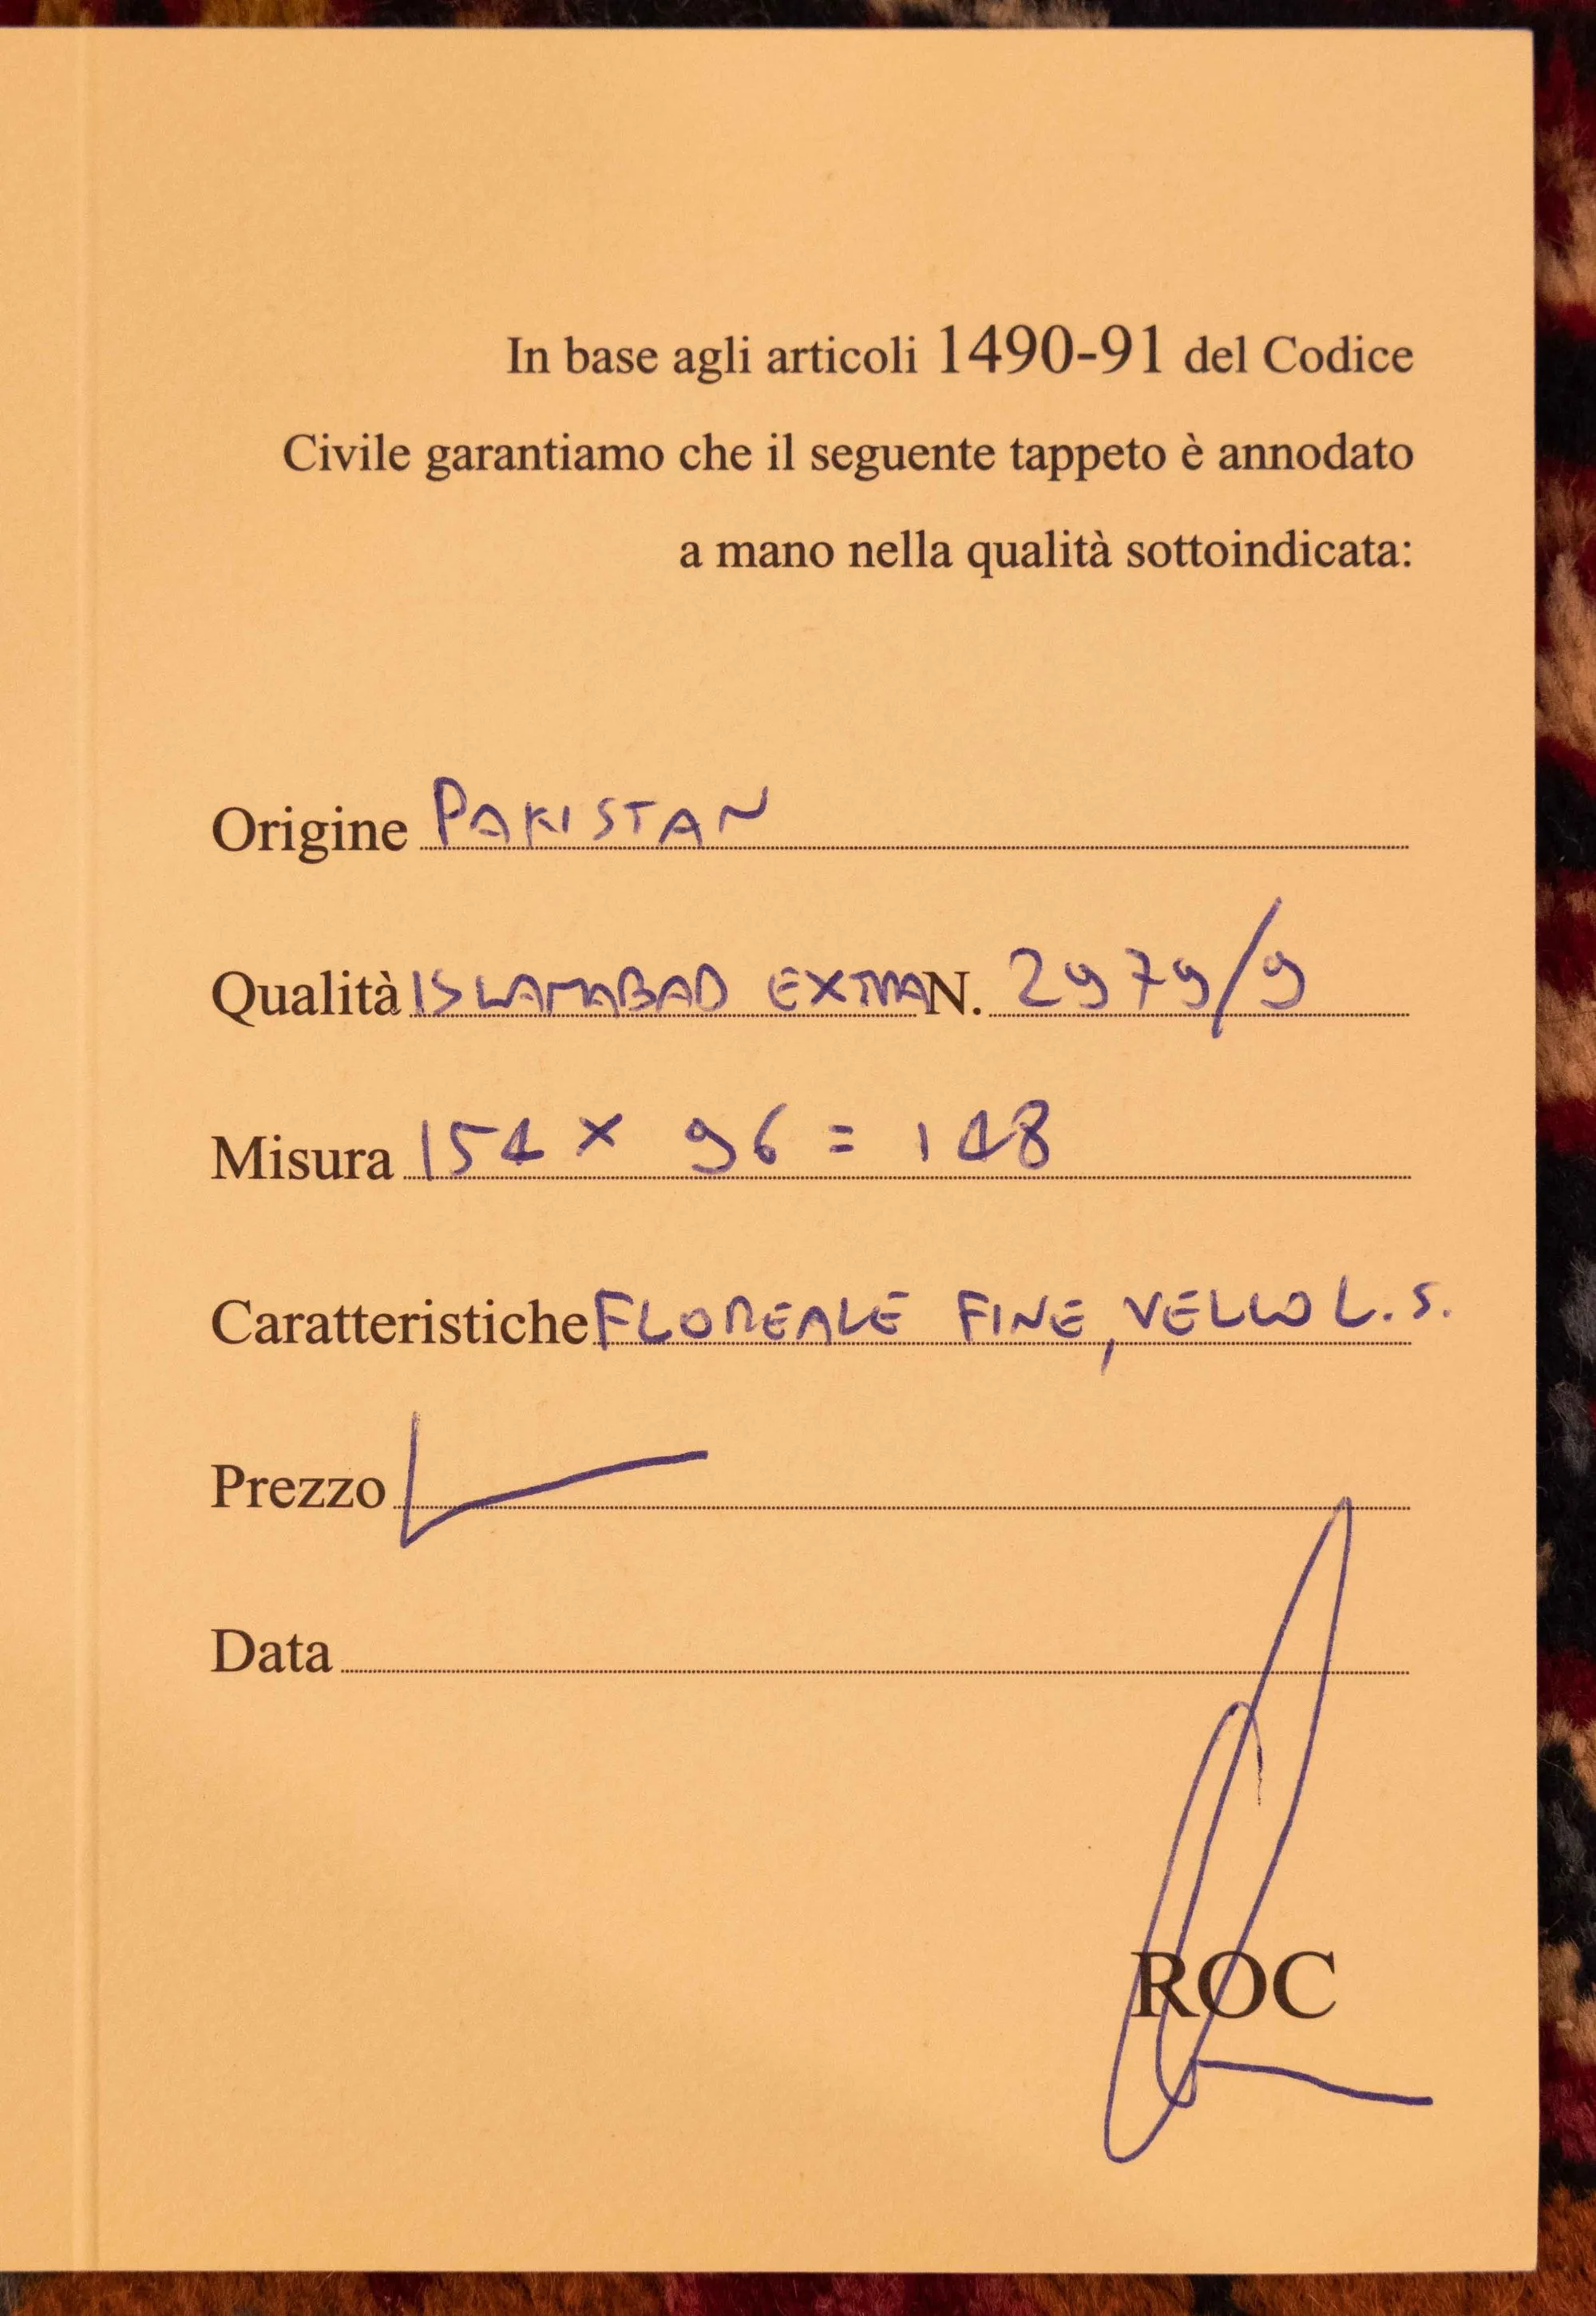 In base agli articoli 1490-91 del Codice
Civile garantiamo che il seguente tappeto è annodato
a mano nella qualità sottoindicata:
Origine PAKISTAN
Qualità ISLAMABAD EXTRA N. 2979/9
Misura 154 × 96 = 148
Caratteristiche FLOREALE FINE, VELLO L.S.
Prezzo
Data
ROC